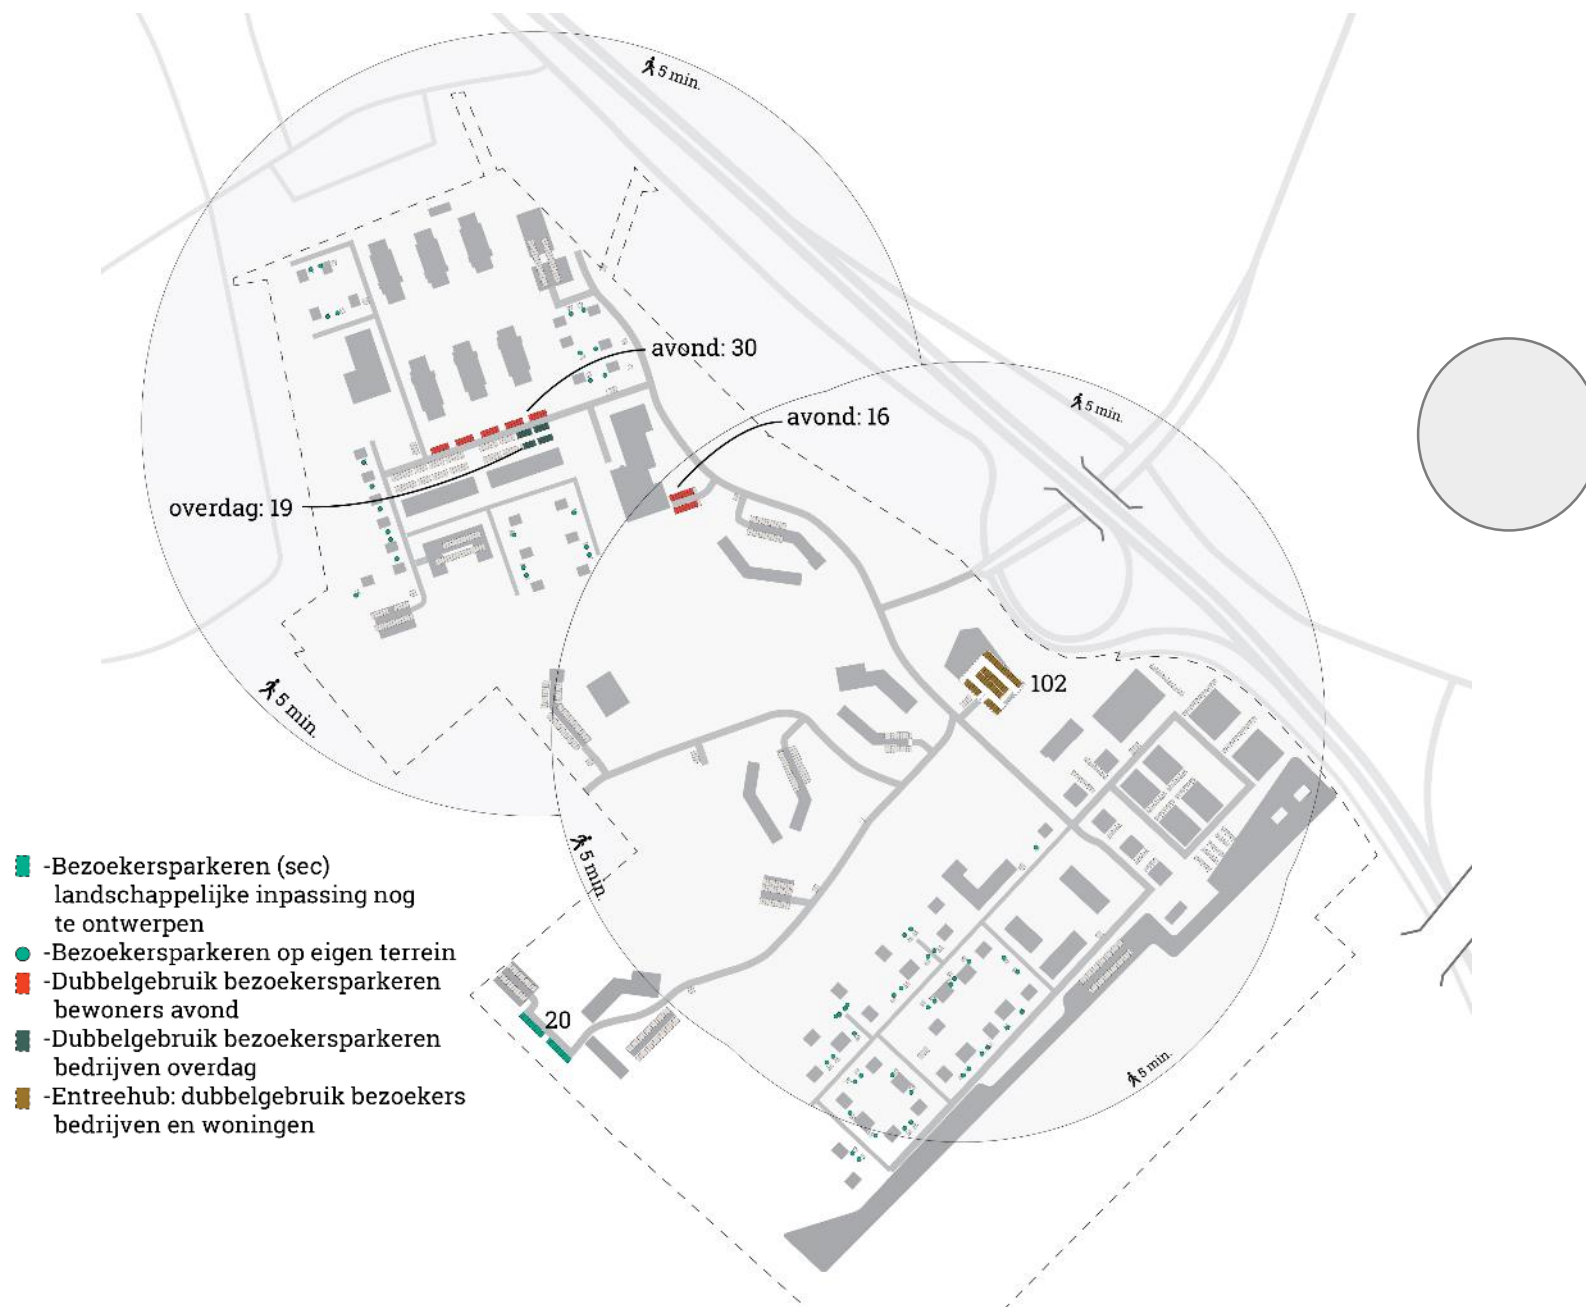 5 min.
avond: 30
5 min.
avond: 16
overdag: 19
102
5 min.
5 min.
-Bezoekersparkeren (sec)
landschappelijke inpassing nog
te ontwerpen
-Bezoekersparkeren op eigen terrein
-Dubbelgebruik bezoekersparkeren
bewoners avond
-Dubbelgebruik bezoekersparkeren
bedrijven overdag
-Entreehub: dubbelgebruik bezoekers
bedrijven en woningen
20
5 min.